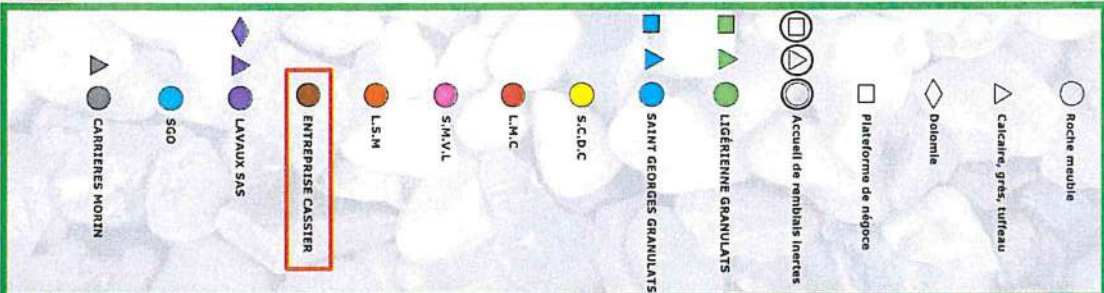 Roche meuble
Calcaire, grès, tuffeau
Dolomie
Plateforme de négoce
Accueil de remblais inertes
LIGÉRIENNE GRANULATS
SAINT GEORGES GRANULATS
S.C.D.C
L.M.C
S.M.V.L
L.S.M
ENTREPRISE CASSIER
LAVAUX SAS
SGO
CARRIERES MORIN